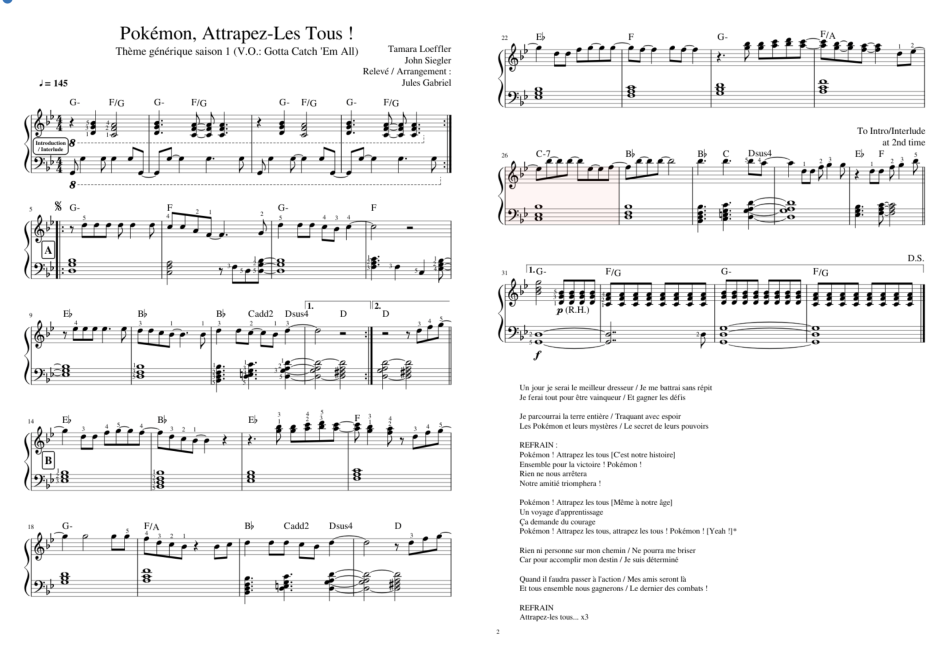 Pokémon, Attrapez-Les Tous !
Thème générique saison 1 (V.O.: Gotta Catch 'Em All)
Tamara Loeffler
John Siegler
Relevé / Arrangement :
Jules Gabriel
♩ = 145
G- F/G G- F/G G- F/G G- F/G
Introduction
/ Interlude
8
8
5 G- F G- F
A
9 E♭ B♭ B♭ Cadd2 Dsus4 1. D 2. D
14 E♭ B♭ E♭ F
B
18 G- F/A B♭ Cadd2 Dsus4 D
22 E♭ F G- F/A
To Intro/Interlude
at 2nd time
26 C-7 B♭ B♭ C Dsus4 E♭ F
D.S.
31 1. G- F/G G- F/G
p (R.H.)
f
Un jour je serai le meilleur dresseur / Je me battrai sans répit
Je ferai tout pour être vainqueur / Et gagner les défis
Je parcourrai la terre entière / Traquant avec espoir
Les Pokémon et leurs mystères / Le secret de leurs pouvoirs
REFRAIN :
Pokémon ! Attrapez les tous [C'est notre histoire]
Ensemble pour la victoire ! Pokémon !
Rien ne nous arrêtera
Notre amitié triomphera !
Pokémon ! Attrapez les tous [Même à notre âge]
Un voyage d'apprentissage
Ça demande du courage
Pokémon ! Attrapez les tous, attrapez les tous ! Pokémon ! [Yeah !]*
Rien ni personne sur mon chemin / Ne pourra me briser
Car pour accomplir mon destin / Je suis déterminé
Quand il faudra passer à l'action / Mes amis seront là
Et tous ensemble nous gagnerons / Le dernier des combats !
REFRAIN
Attrapez-les tous... x3
2